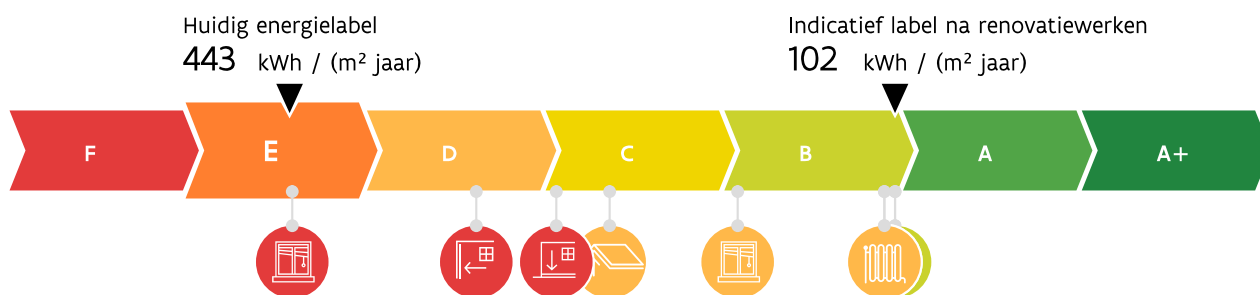 Huidig energielabel
443 kWh / (m² jaar)
Indicatief label na renovatiewerken
102 kWh / (m² jaar)
F E D C B A A+